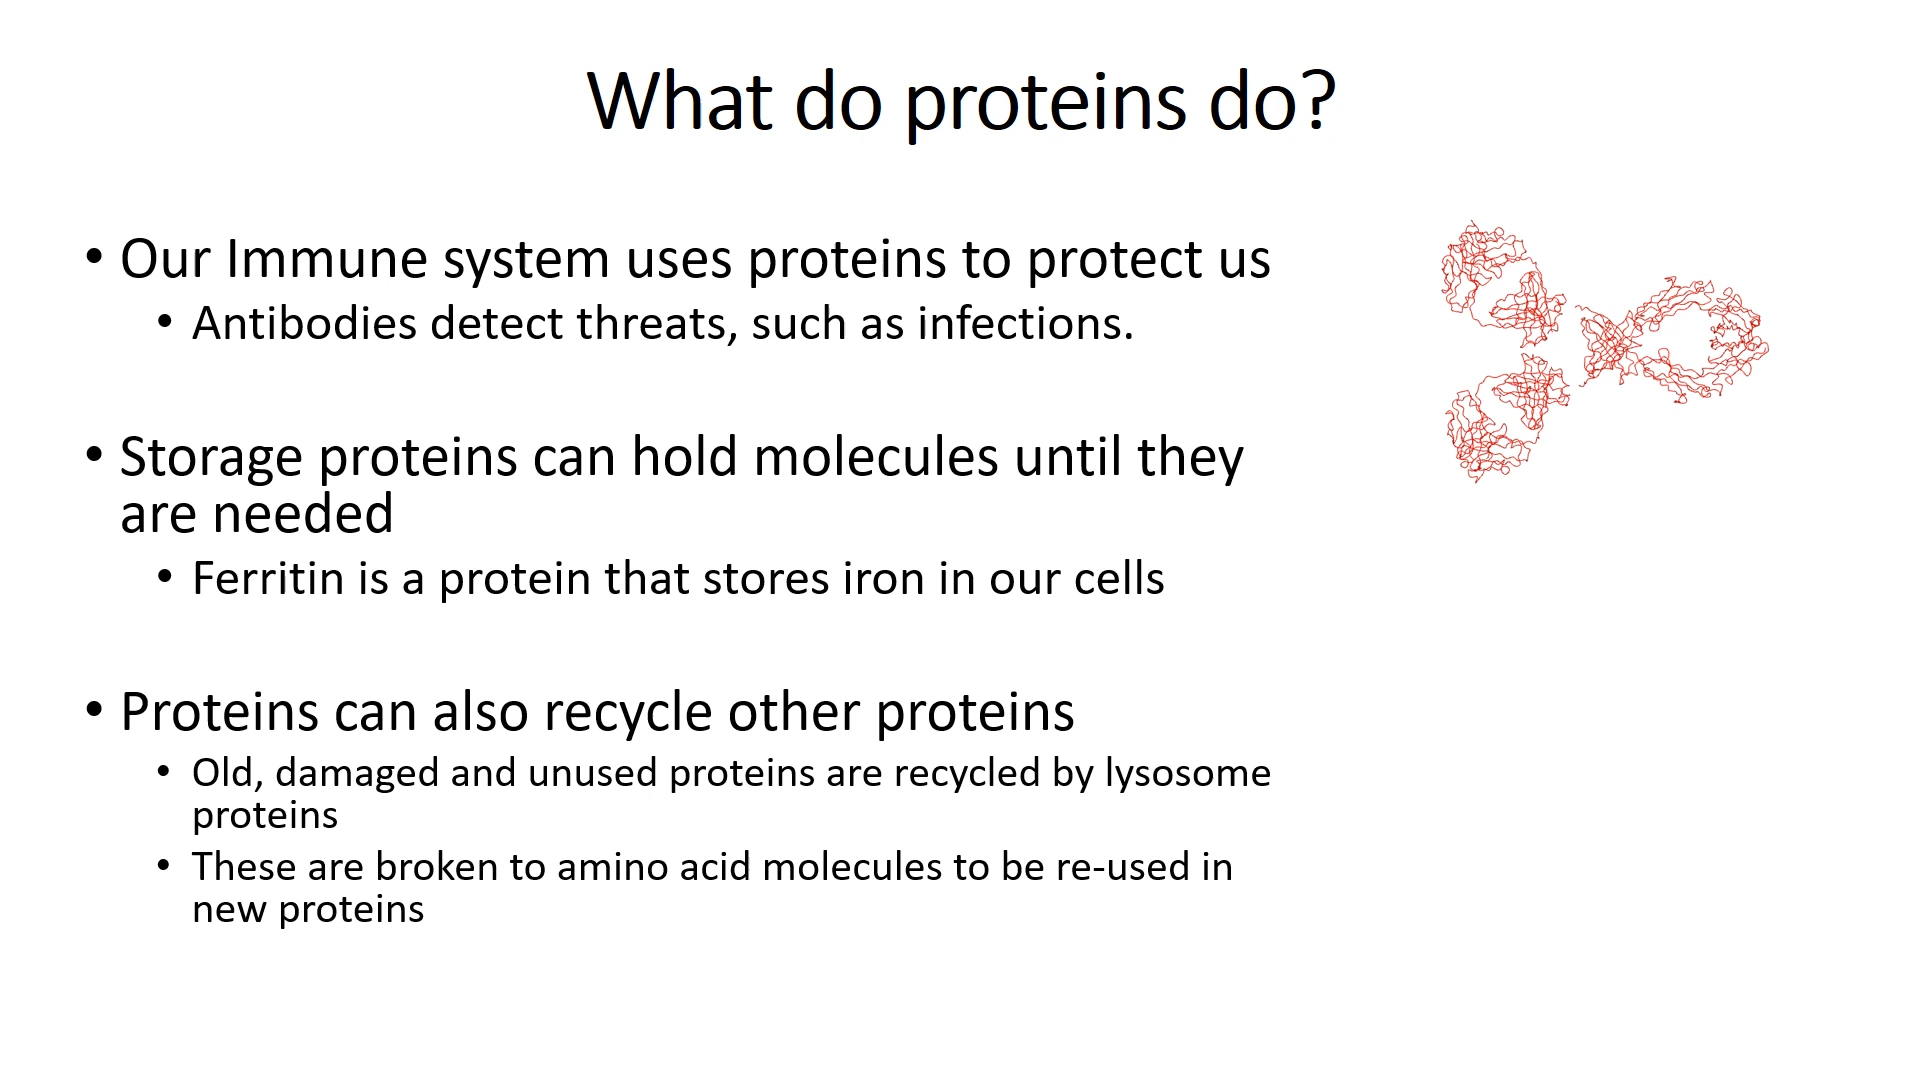 What do proteins do?
• Our Immune system uses proteins to protect us
• Antibodies detect threats, such as infections.
• Storage proteins can hold molecules until they
are needed
• Ferritin is a protein that stores iron in our cells
• Proteins can also recycle other proteins
• Old, damaged and unused proteins are recycled by lysosome
proteins
• These are broken to amino acid molecules to be re-used in
new proteins